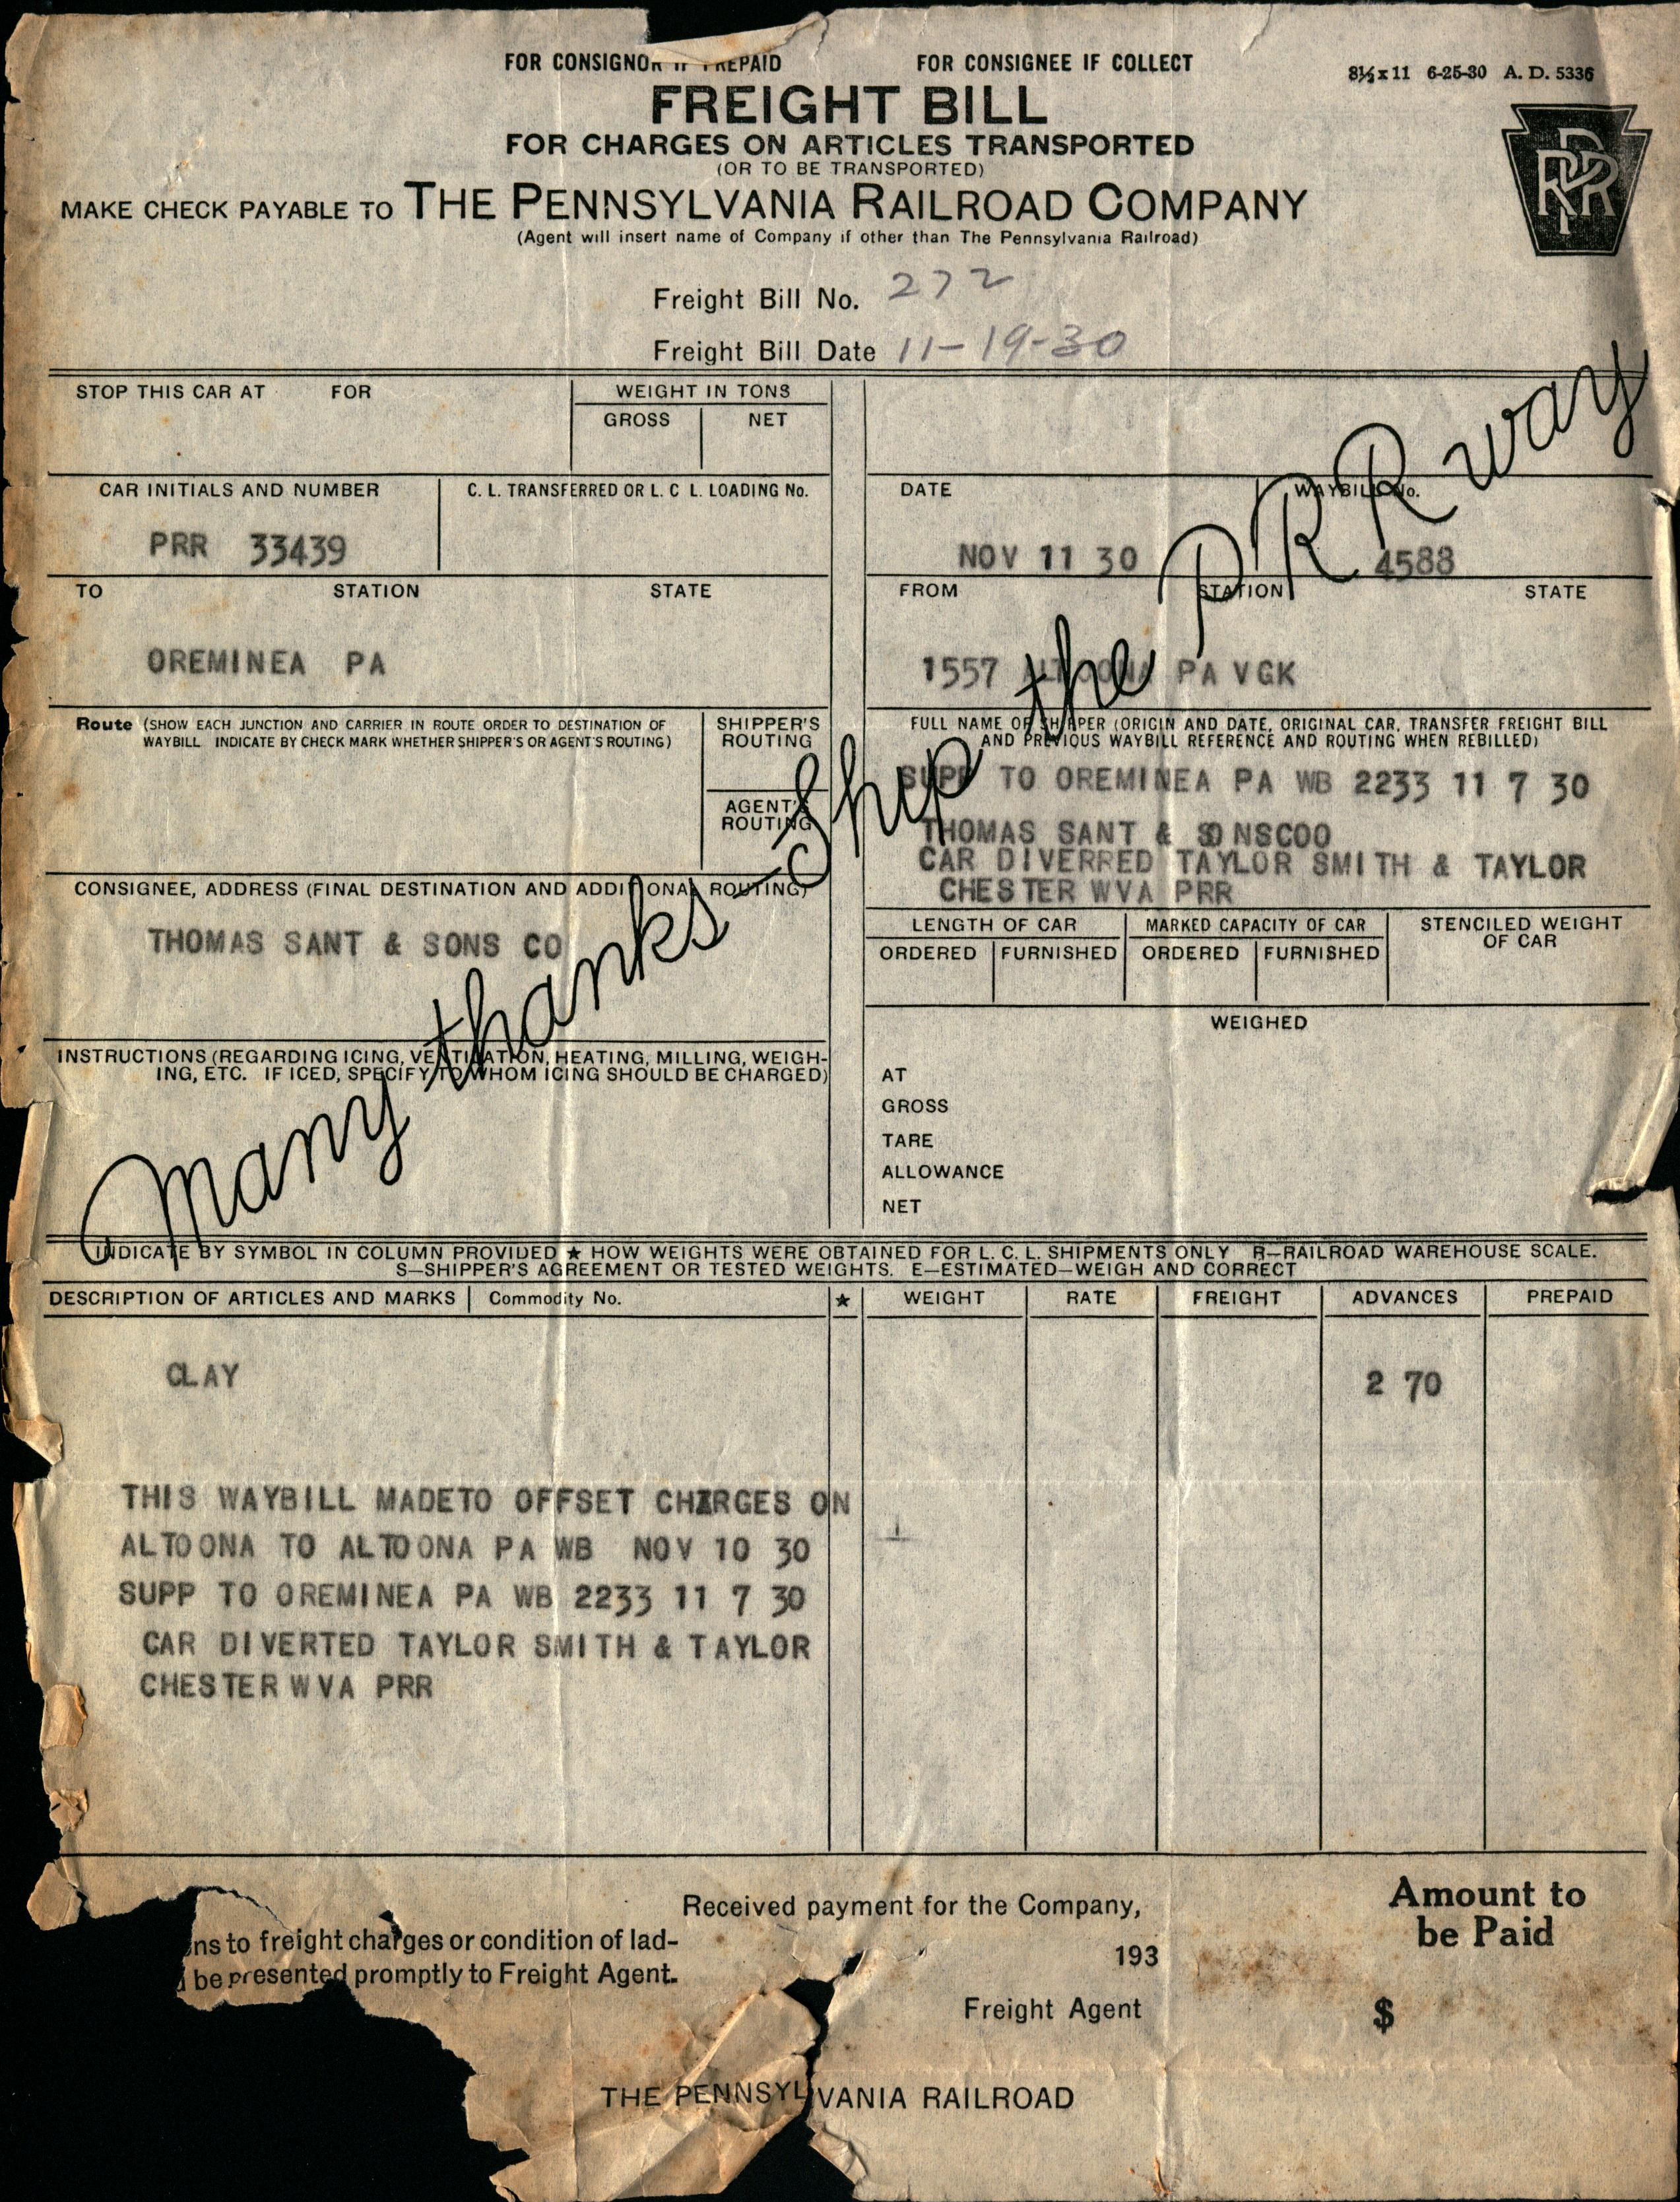 FOR CONSIGNOR IF PREPAID FOR CONSIGNEE IF COLLECT
8½x11 6-25-30 A. D. 5336
FREIGHT BILL
FOR CHARGES ON ARTICLES TRANSPORTED
(OR TO BE TRANSPORTED)
MAKE CHECK PAYABLE TO THE PENNSYLVANIA RAILROAD COMPANY
(Agent will insert name of Company if other than The Pennsylvania Railroad)
PRR
Freight Bill No. 272
Freight Bill Date 11-19-30
STOP THIS CAR AT FOR
WEIGHT IN TONS
GROSS NET
CAR INITIALS AND NUMBER
PRR 33439
C. L. TRANSFERRED OR L. C L. LOADING No.
DATE
NOV 11 30
WAYBILL No.
4588
TO STATION STATE
OREMINEA PA
FROM STATION STATE
1557 ALTOONA PA VGK
Route (SHOW EACH JUNCTION AND CARRIER IN ROUTE ORDER TO DESTINATION OF
WAYBILL INDICATE BY CHECK MARK WHETHER SHIPPER'S OR AGENT'S ROUTING)
SHIPPER'S
ROUTING
AGENT'S
ROUTING
FULL NAME OF SHIPPER (ORIGIN AND DATE, ORIGINAL CAR, TRANSFER FREIGHT BILL
AND PREVIOUS WAYBILL REFERENCE AND ROUTING WHEN REBILLED)
SUPP TO OREMINEA PA WB 2233 11 7 30
THOMAS SANT & SONSCOO
CAR DIVERRED TAYLOR SMITH & TAYLOR
CHESTER WVA PRR
CONSIGNEE, ADDRESS (FINAL DESTINATION AND ADDITIONAL ROUTING)
THOMAS SANT & SONS CO
LENGTH OF CAR
ORDERED FURNISHED
MARKED CAPACITY OF CAR
ORDERED FURNISHED
STENCILED WEIGHT
OF CAR
INSTRUCTIONS (REGARDING ICING, VENTILATION, HEATING, MILLING, WEIGH-
ING, ETC. IF ICED, SPECIFY TO WHOM ICING SHOULD BE CHARGED)
WEIGHED
AT
GROSS
TARE
ALLOWANCE
NET
Many thanks - Ship the PRR way
INDICATE BY SYMBOL IN COLUMN PROVIDED ★ HOW WEIGHTS WERE OBTAINED FOR L. C. L. SHIPMENTS ONLY R—RAILROAD WAREHOUSE SCALE.
S—SHIPPER'S AGREEMENT OR TESTED WEIGHTS. E—ESTIMATED—WEIGH AND CORRECT
DESCRIPTION OF ARTICLES AND MARKS Commodity No. ★ WEIGHT RATE FREIGHT ADVANCES PREPAID
CLAY 2 70
THIS WAYBILL MADETO OFFSET CHARGES ON
ALTOONA TO ALTOONA PA WB NOV 10 30
SUPP TO OREMINEA PA WB 2233 11 7 30
CAR DIVERTED TAYLOR SMITH & TAYLOR
CHESTER WVA PRR
Received payment for the Company,
Amount to
be Paid
ns to freight charges or condition of lad-
be presented promptly to Freight Agent.
193
Freight Agent
$
THE PENNSYLVANIA RAILROAD